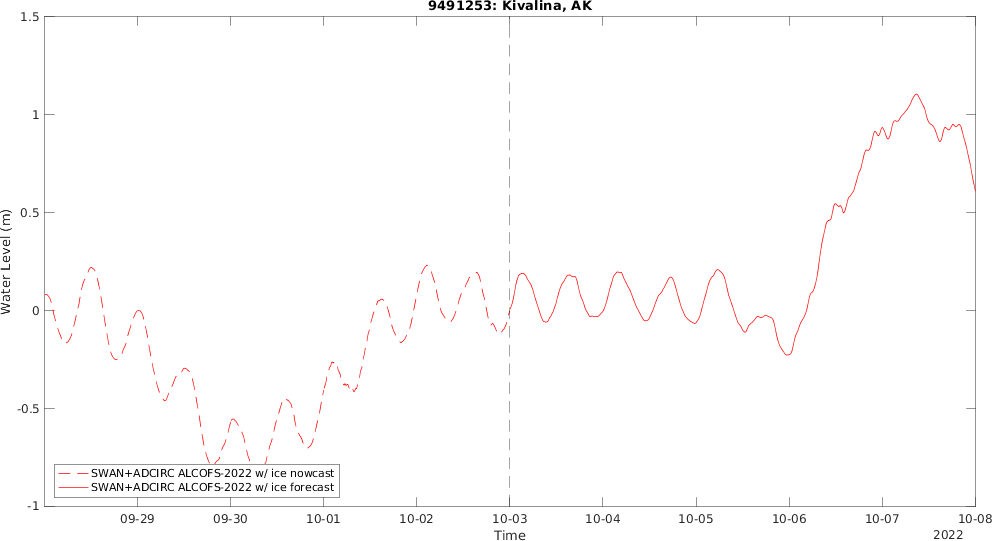 9491253: Kivalina, AK
1.5
1
0.5
0
-0.5
-1
Water Level (m)
SWAN+ADCIRC ALCOFS-2022 w/ ice nowcast
SWAN+ADCIRC ALCOFS-2022 w/ ice forecast
09-29 09-30 10-01 10-02 10-03 10-04 10-05 10-06 10-07 10-08
Time
2022